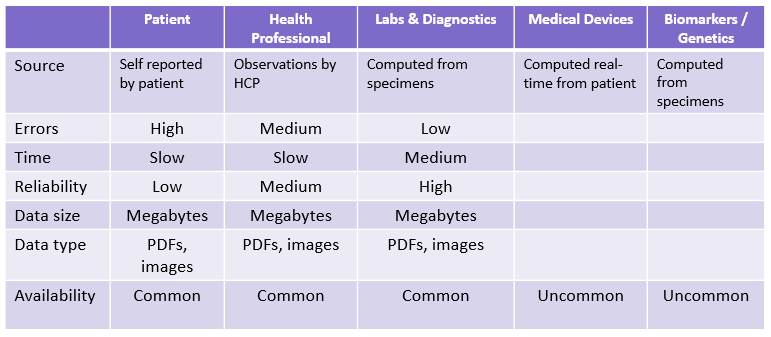 Patient Health Professional Labs & Diagnostics Medical Devices Biomarkers / Genetics
Source Self reported by patient Observations by HCP Computed from specimens Computed real-time from patient Computed from specimens
Errors High Medium Low
Time Slow Slow Medium
Reliability Low Medium High
Data size Megabytes Megabytes Megabytes
Data type PDFs, images PDFs, images PDFs, images
Availability Common Common Common Uncommon Uncommon